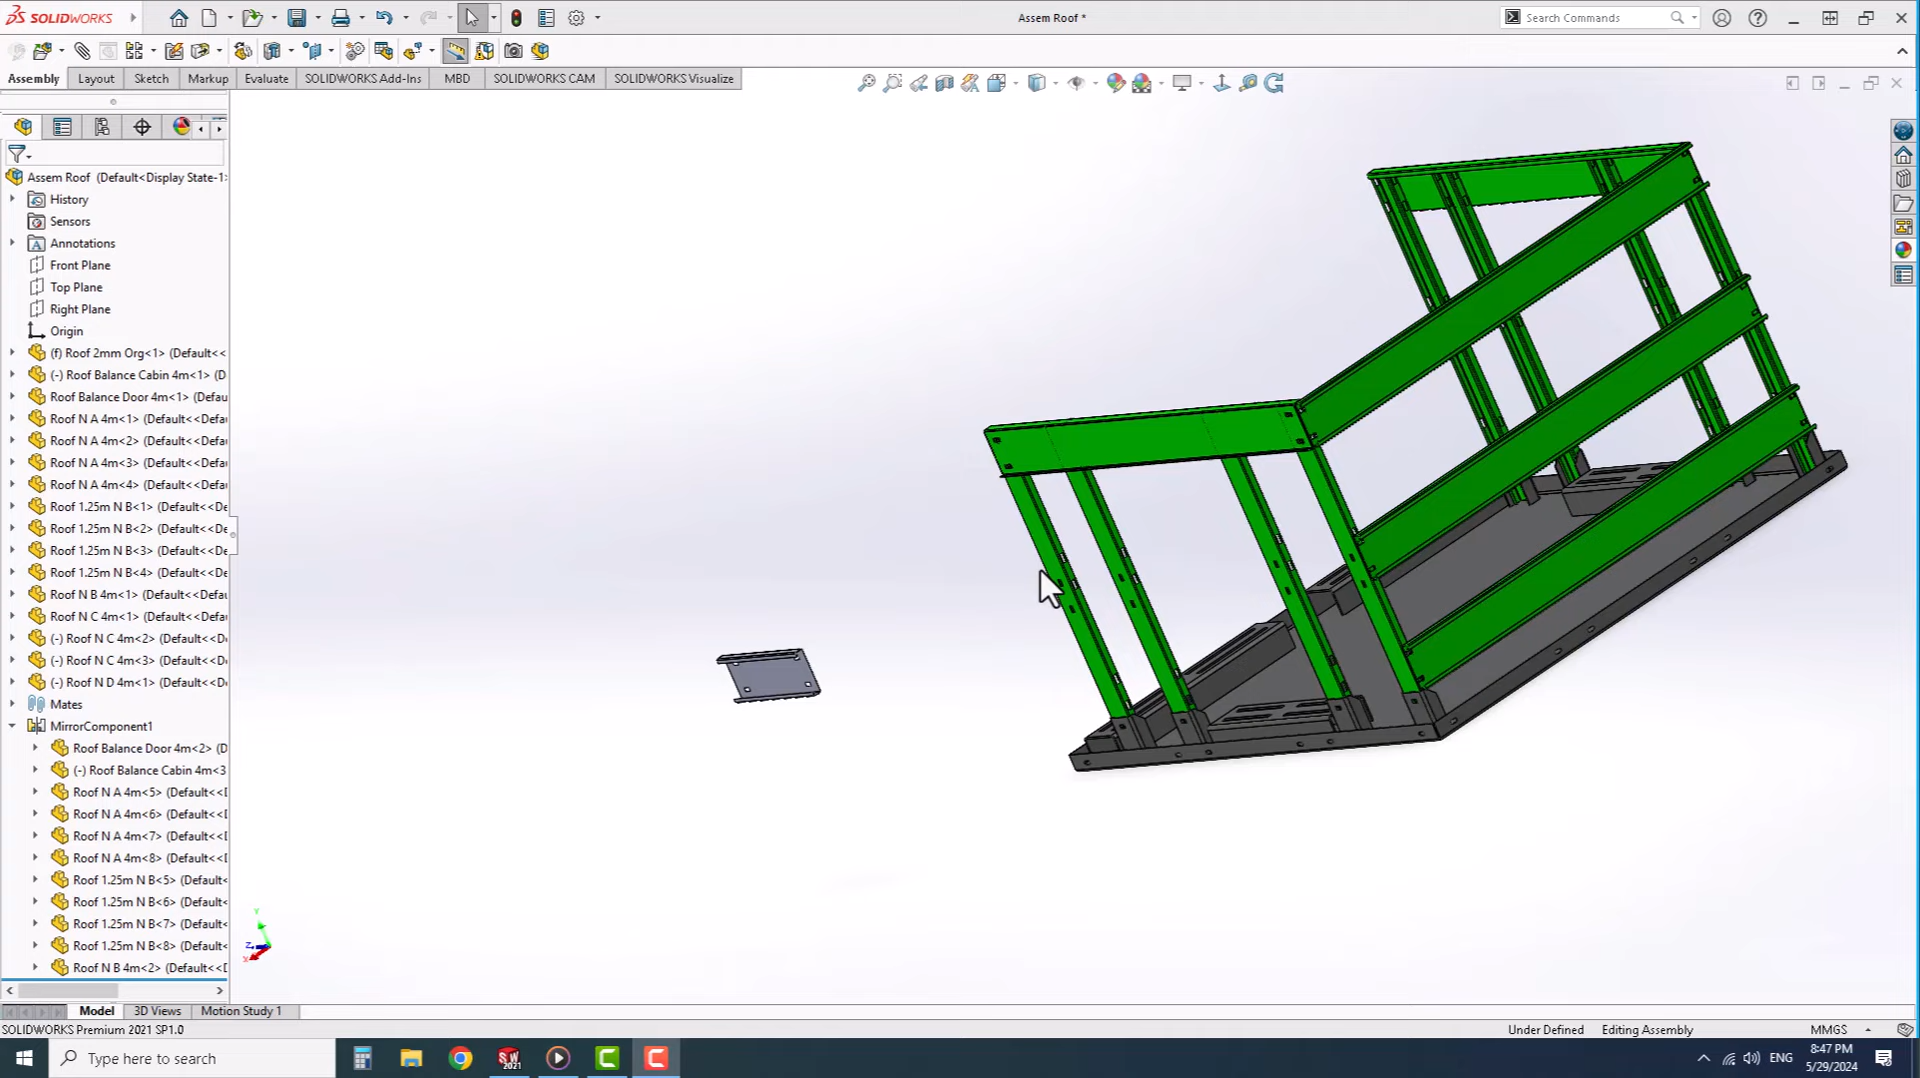 SOLIDWORKS
Assem Roof *
Search Commands
Assembly
Layout
Sketch
Markup
Evaluate
SOLIDWORKS Add-Ins
MBD
SOLIDWORKS CAM
SOLIDWORKS Visualize
Assem Roof (Default<Display State-1>
History
Sensors
Annotations
Front Plane
Top Plane
Right Plane
Origin
(f) Roof 2mm Org<1> (Default<<
(-) Roof Balance Cabin 4m<1> (D
Roof Balance Door 4m<1> (Defau
Roof N A 4m<1> (Default<<Defau
Roof N A 4m<2> (Default<<Defau
Roof N A 4m<3> (Default<<Defau
Roof N A 4m<4> (Default<<Defau
Roof 1.25m N B<1> (Default<<De
Roof 1.25m N B<2> (Default<<De
Roof 1.25m N B<3> (Default<<De
Roof 1.25m N B<4> (Default<<De
Roof N B 4m<1> (Default<<Defau
Roof N C 4m<1> (Default<<Defau
(-) Roof N C 4m<2> (Default<<D
(-) Roof N C 4m<3> (Default<<D
(-) Roof N D 4m<1> (Default<<D
Mates
MirrorComponent1
Roof Balance Door 4m<2> (D
(-) Roof Balance Cabin 4m<3
Roof N A 4m<5> (Default<<D
Roof N A 4m<6> (Default<<D
Roof N A 4m<7> (Default<<D
Roof N A 4m<8> (Default<<D
Roof 1.25m N B<5> (Default<
Roof 1.25m N B<6> (Default<
Roof 1.25m N B<7> (Default<
Roof 1.25m N B<8> (Default<
Roof N B 4m<2> (Default<<D
Y
Z
X
Model
3D Views
Motion Study 1
SOLIDWORKS Premium 2021 SP1.0
Under Defined
Editing Assembly
MMGS
Type here to search
SW
2021
ENG
8:47 PM
5/29/2024